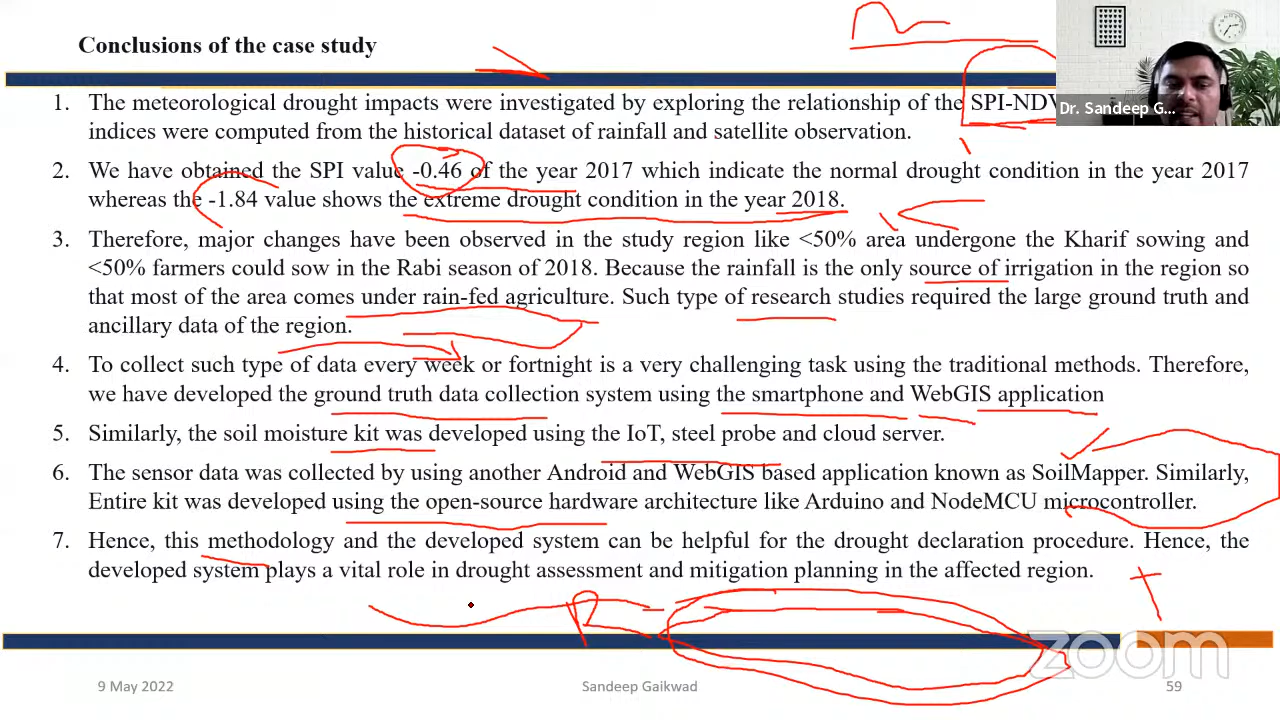 Conclusions of the case study
Dr. Sandeep G...
1. The meteorological drought impacts were investigated by exploring the relationship of the SPI-NDV
indices were computed from the historical dataset of rainfall and satellite observation.
2. We have obtained the SPI value -0.46 of the year 2017 which indicate the normal drought condition in the year 2017
whereas the -1.84 value shows the extreme drought condition in the year 2018.
3. Therefore, major changes have been observed in the study region like <50% area undergone the Kharif sowing and
<50% farmers could sow in the Rabi season of 2018. Because the rainfall is the only source of irrigation in the region so
that most of the area comes under rain-fed agriculture. Such type of research studies required the large ground truth and
ancillary data of the region.
4. To collect such type of data every week or fortnight is a very challenging task using the traditional methods. Therefore,
we have developed the ground truth data collection system using the smartphone and WebGIS application
5. Similarly, the soil moisture kit was developed using the IoT, steel probe and cloud server.
6. The sensor data was collected by using another Android and WebGIS based application known as SoilMapper. Similarly,
Entire kit was developed using the open-source hardware architecture like Arduino and NodeMCU microcontroller.
7. Hence, this methodology and the developed system can be helpful for the drought declaration procedure. Hence, the
developed system plays a vital role in drought assessment and mitigation planning in the affected region.
zoom
9 May 2022
Sandeep Gaikwad
59